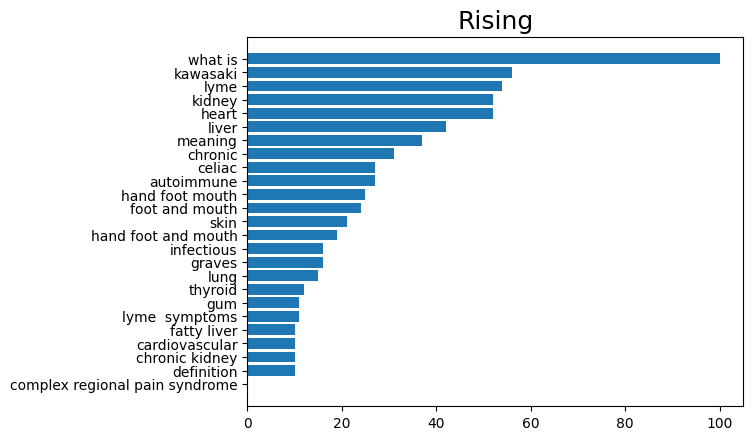 Rising
what is
kawasaki
lyme
kidney
heart
liver
meaning
chronic
celiac
autoimmune
hand foot mouth
foot and mouth
skin
hand foot and mouth
infectious
graves
lung
thyroid
gum
lyme  symptoms
fatty liver
cardiovascular
chronic kidney
definition
complex regional pain syndrome
0 20 40 60 80 100